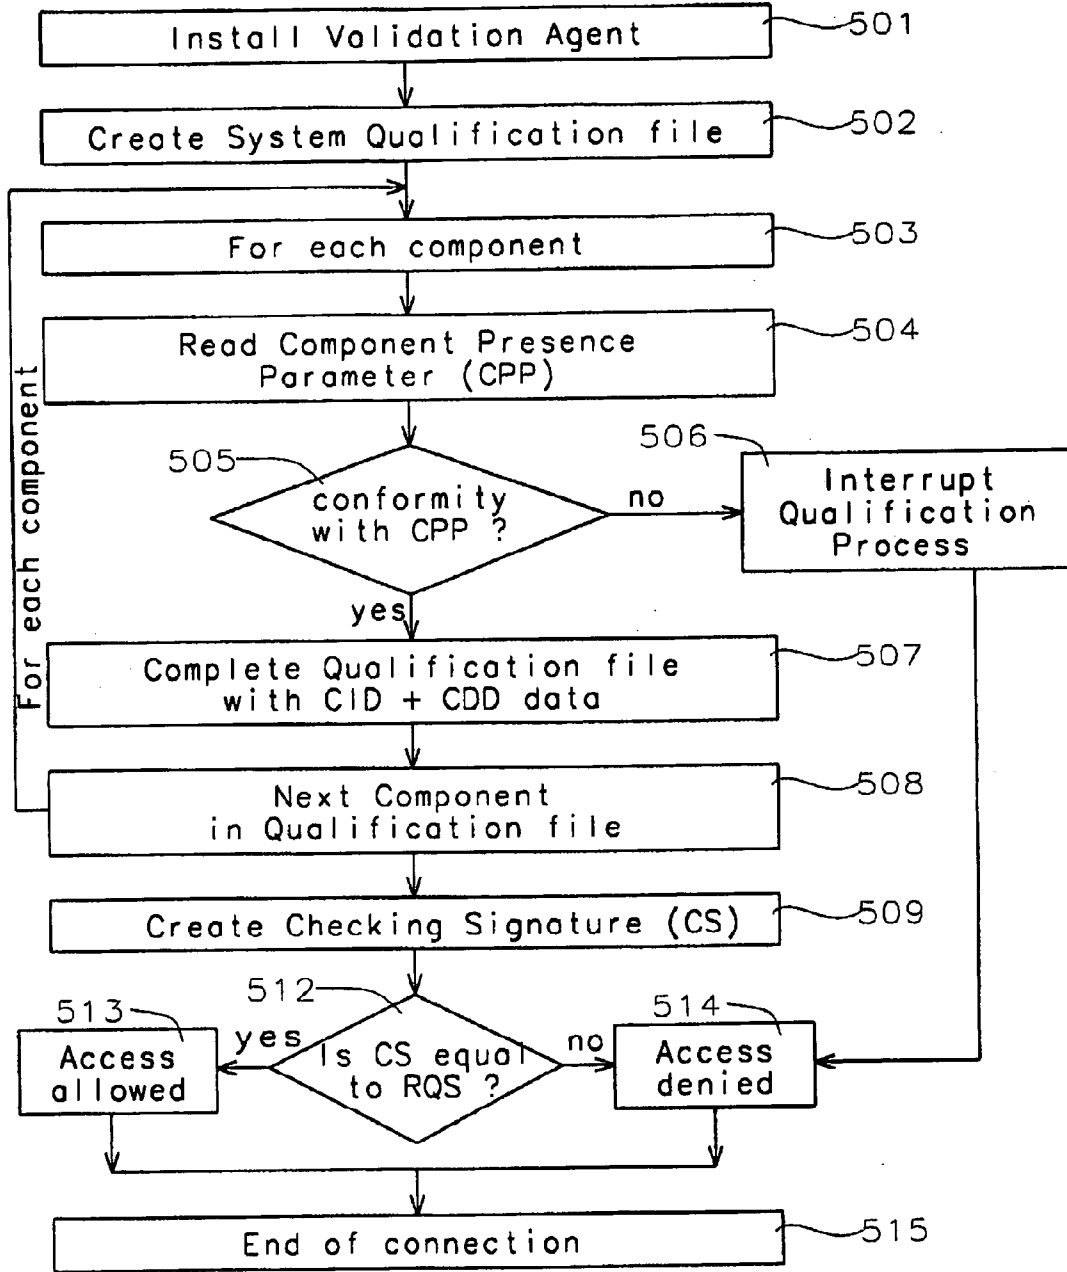 Install Validation Agent
501
Create System Qualification file
502
For each component
503
Read Component Presence
Parameter (CPP)
504
For each component
505
conformity
with CPP ?
no
506
Interrupt
Qualification
Process
yes
Complete Qualification file
with CID + CDD data
507
Next Component
in Qualification file
508
Create Checking Signature (CS)
509
512
Is CS equal
to RQS ?
yes
513
Access
allowed
no
514
Access
denied
End of connection
515